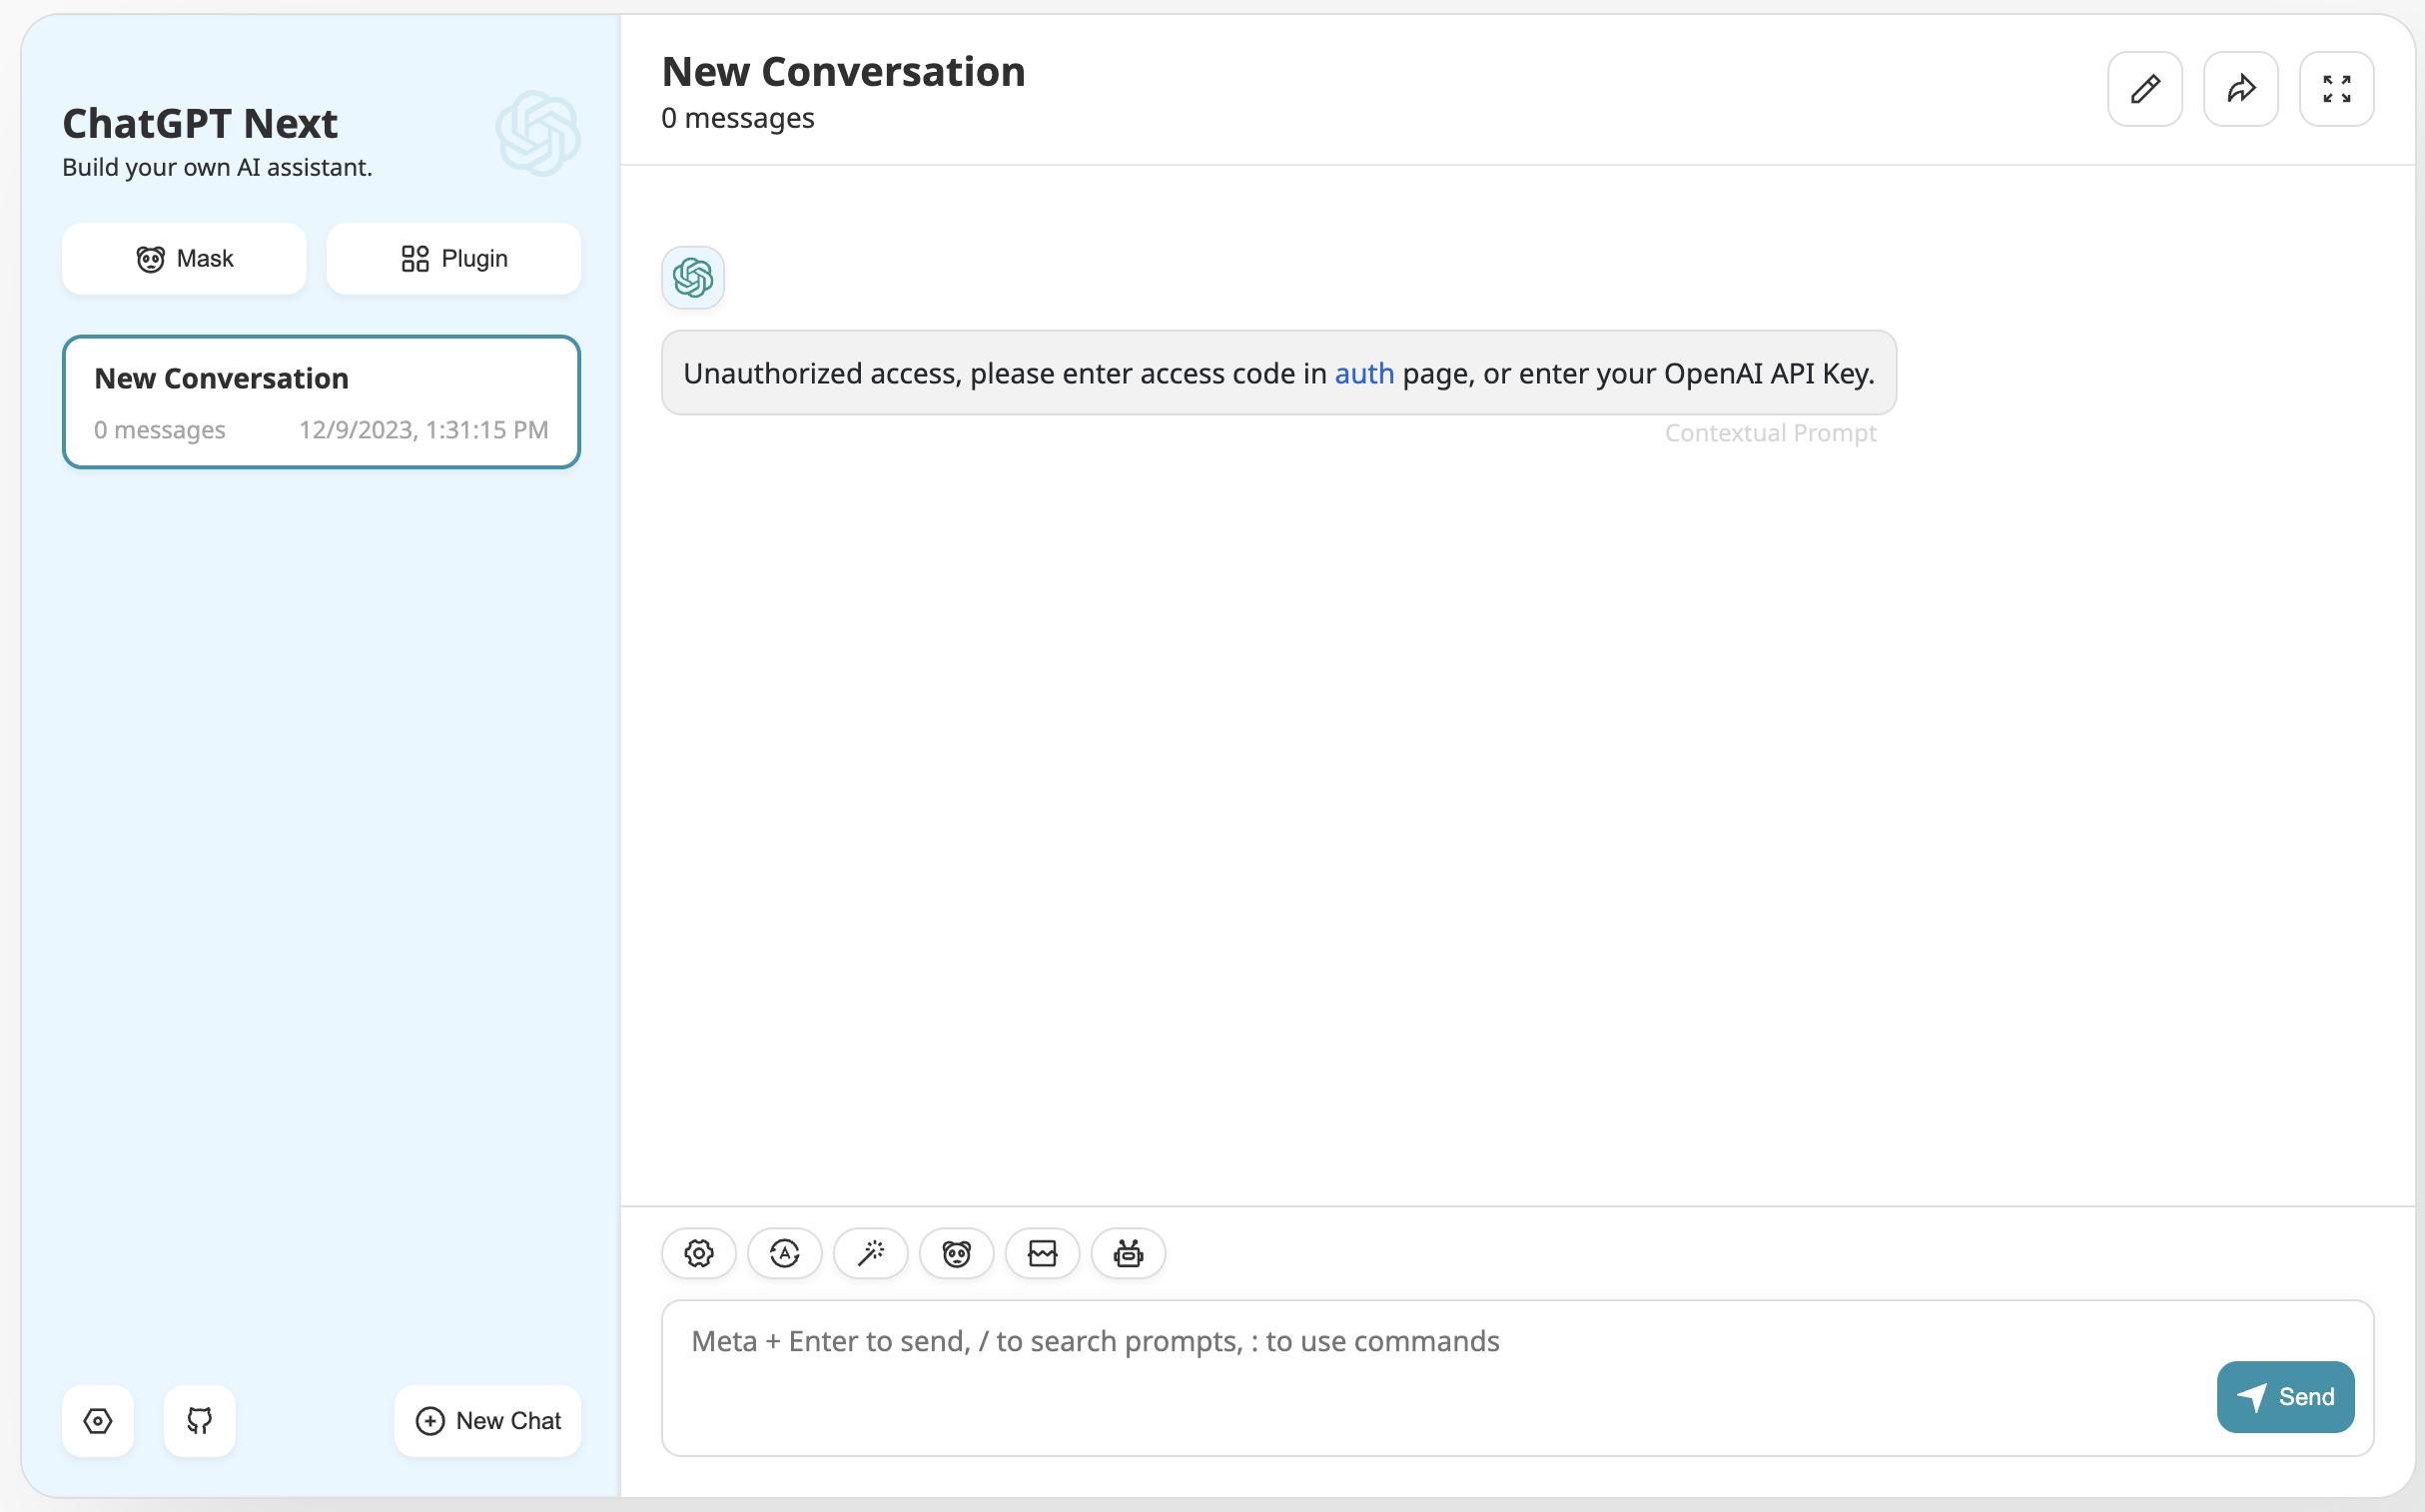 ChatGPT Next
Build your own AI assistant.
Mask
Plugin
New Conversation
0 messages
12/9/2023, 1:31:15 PM
New Chat
New Conversation
0 messages
Unauthorized access, please enter access code in auth page, or enter your OpenAI API Key.
Contextual Prompt
Meta + Enter to send, / to search prompts, : to use commands
Send